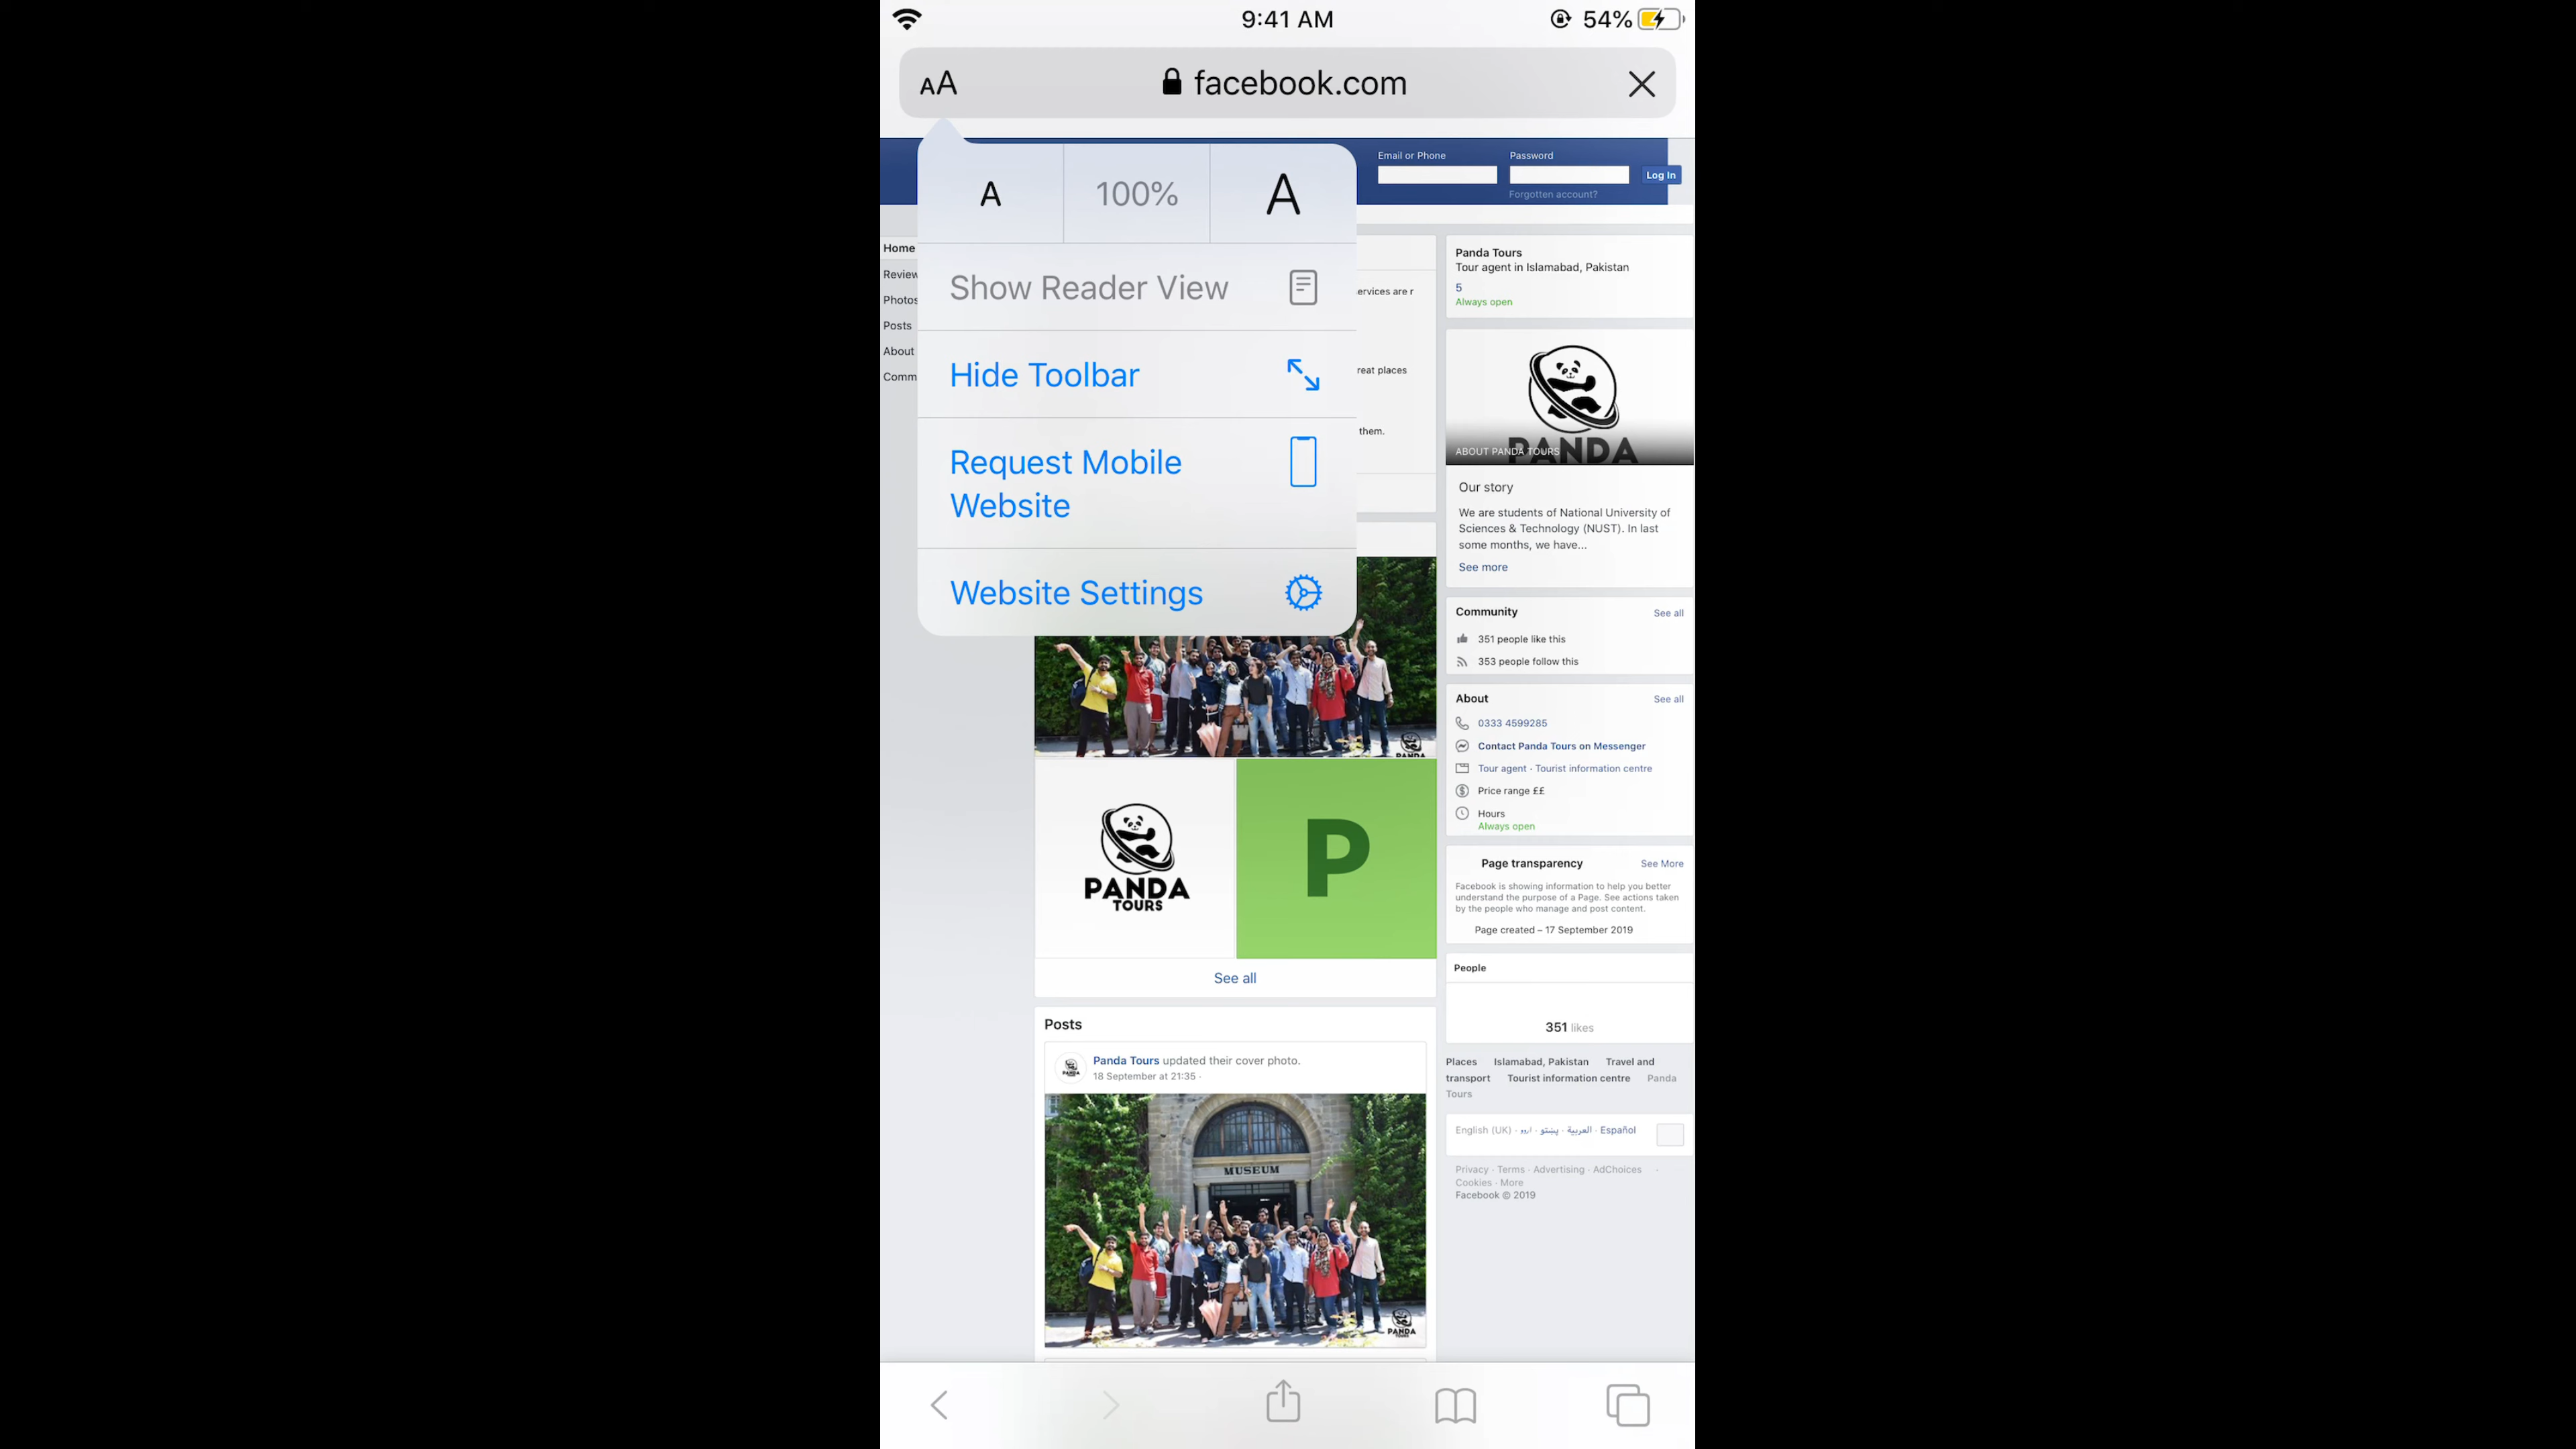 9:41 AM
54%
AA
facebook.com
Email or Phone
Password
Log In
Forgotten account?
A
100%
A
Show Reader View
Hide Toolbar
Request Mobile
Website
Website Settings
Home
Review
Photos
Posts
About
Comm
ervices are r
reat places
them.
Panda Tours
Tour agent in Islamabad, Pakistan
5
Always open
PANDA
ABOUT PANDA TOURS
Our story
We are students of National University of
Sciences & Technology (NUST). In last
some months, we have...
See more
Community
See all
351 people like this
353 people follow this
About
See all
0333 4599285
Contact Panda Tours on Messenger
Tour agent · Tourist information centre
Price range ££
Hours
Always open
Page transparency
See More
Facebook is showing information to help you better
understand the purpose of a Page. See actions taken
by the people who manage and post content.
Page created – 17 September 2019
People
351 likes
Places Islamabad, Pakistan Travel and
transport Tourist information centre Panda
Tours
English (UK) · اردو · پښتو · العربية · Español
Privacy · Terms · Advertising · AdChoices ·
Cookies · More
Facebook © 2019
PANDA
PANDA
TOURS
P
See all
Posts
Panda Tours updated their cover photo.
18 September at 21:35 ·
PANDA
MUSEUM
PANDA
TOURS